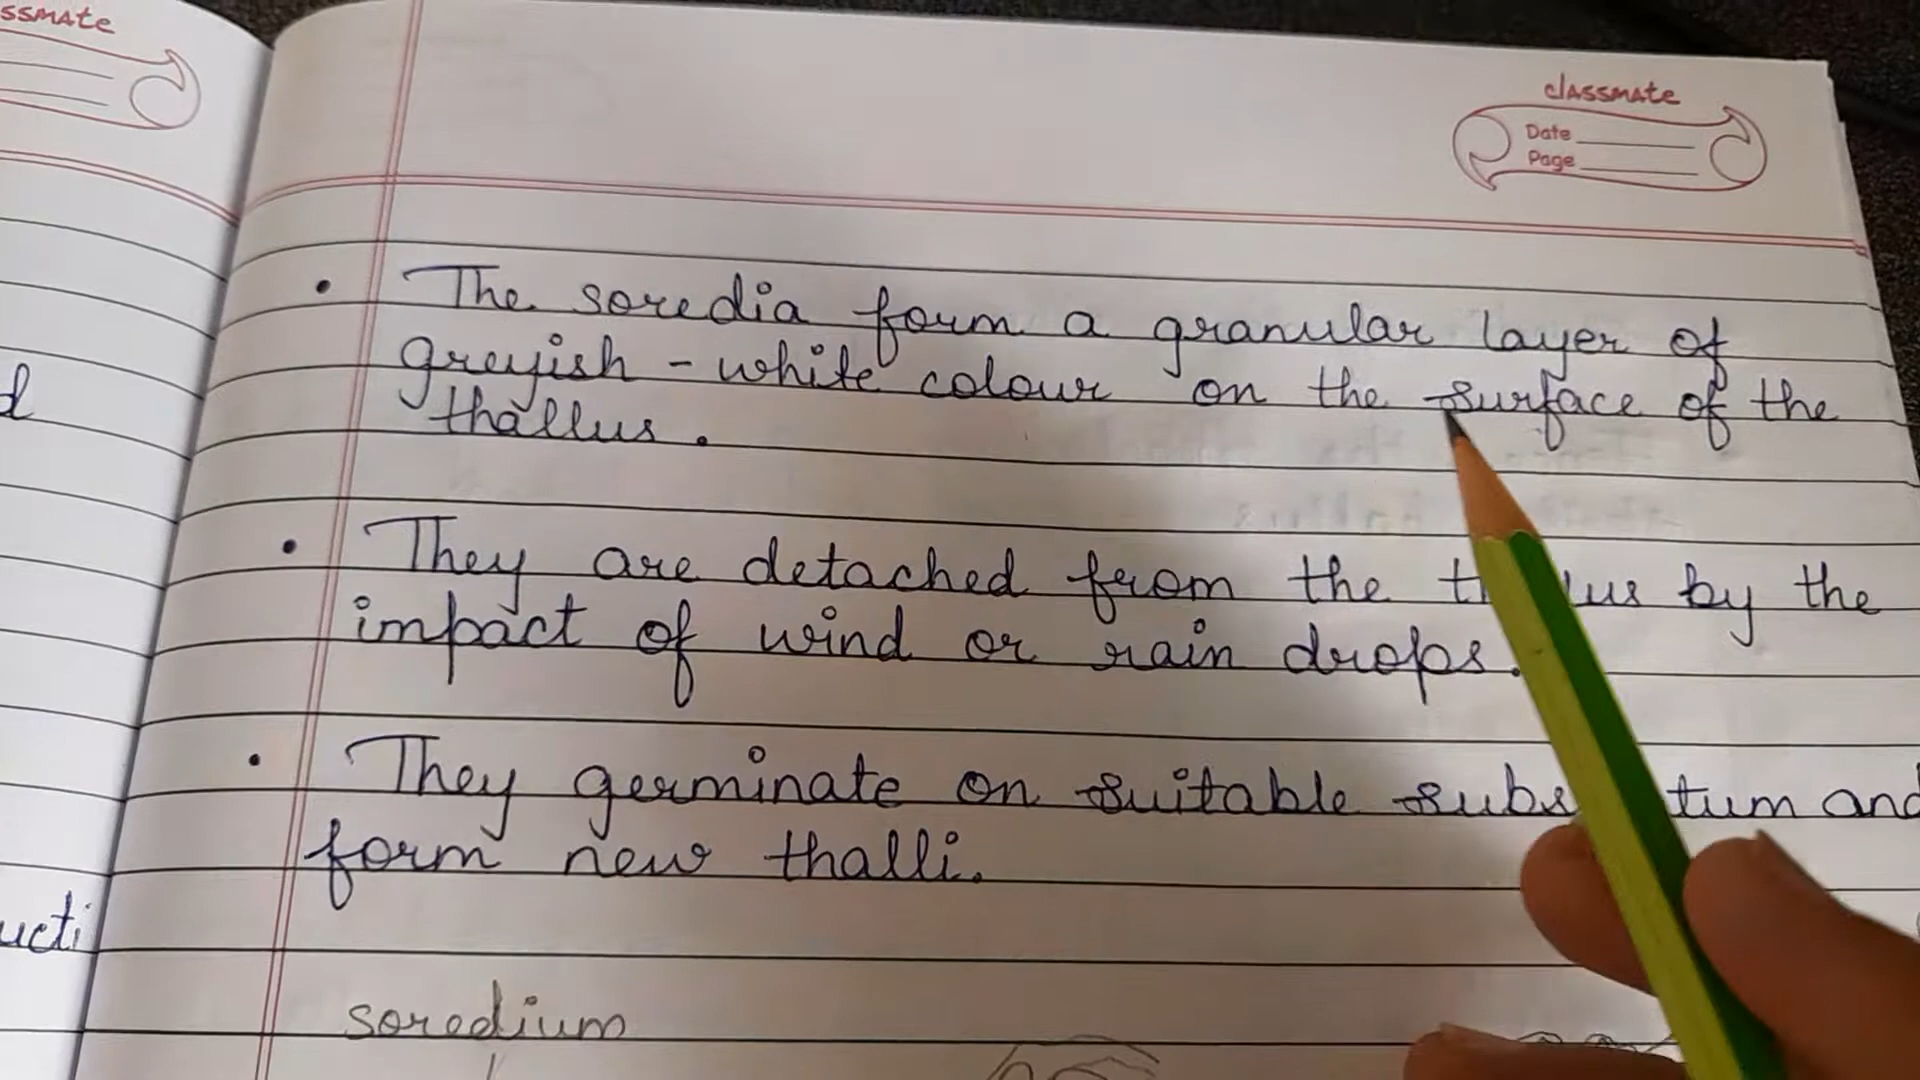 ssmate
classmate
Date
Page
• The soredia form a granular layer of
greyish - white colour on the surface of the
thallus.
• They are detached from the by the
impact of wind or rain drops.
• They germinate on suitable and
form new thalli.
soredium
d
ucti